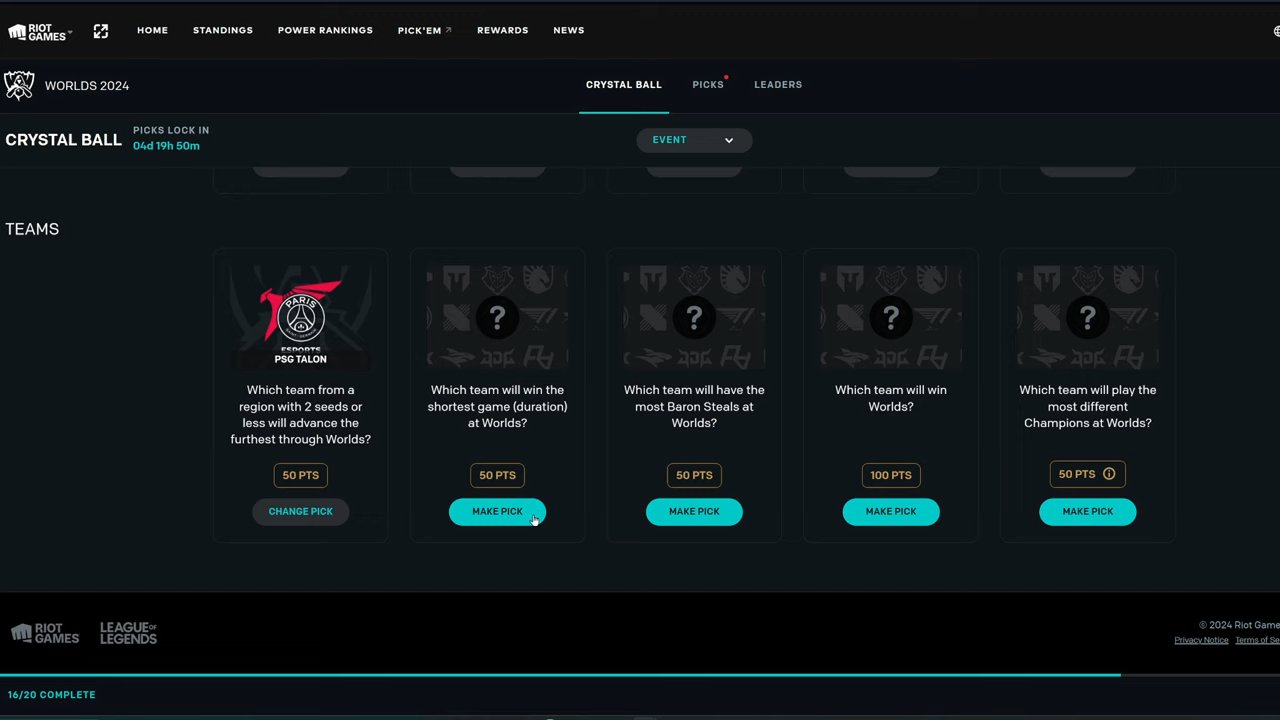 RIOT GAMES
HOME
STANDINGS
POWER RANKINGS
PICK'EM
REWARDS
NEWS
WORLDS 2024
CRYSTAL BALL
PICKS
LEADERS
CRYSTAL BALL
PICKS LOCK IN
04d 19h 50m
EVENT
TEAMS
PARIS
ESPORTS
PSG TALON
Which team from a
region with 2 seeds or
less will advance the
furthest through Worlds?
50 PTS
CHANGE PICK
?
Which team will win the
shortest game (duration)
at Worlds?
50 PTS
MAKE PICK
?
Which team will have the
most Baron Steals at
Worlds?
50 PTS
MAKE PICK
?
Which team will win
Worlds?
100 PTS
MAKE PICK
?
Which team will play the
most different
Champions at Worlds?
50 PTS
MAKE PICK
RIOT
GAMES
LEAGUE OF
LEGENDS
© 2024 Riot Game
Privacy Notice
Terms of Se
16/20 COMPLETE